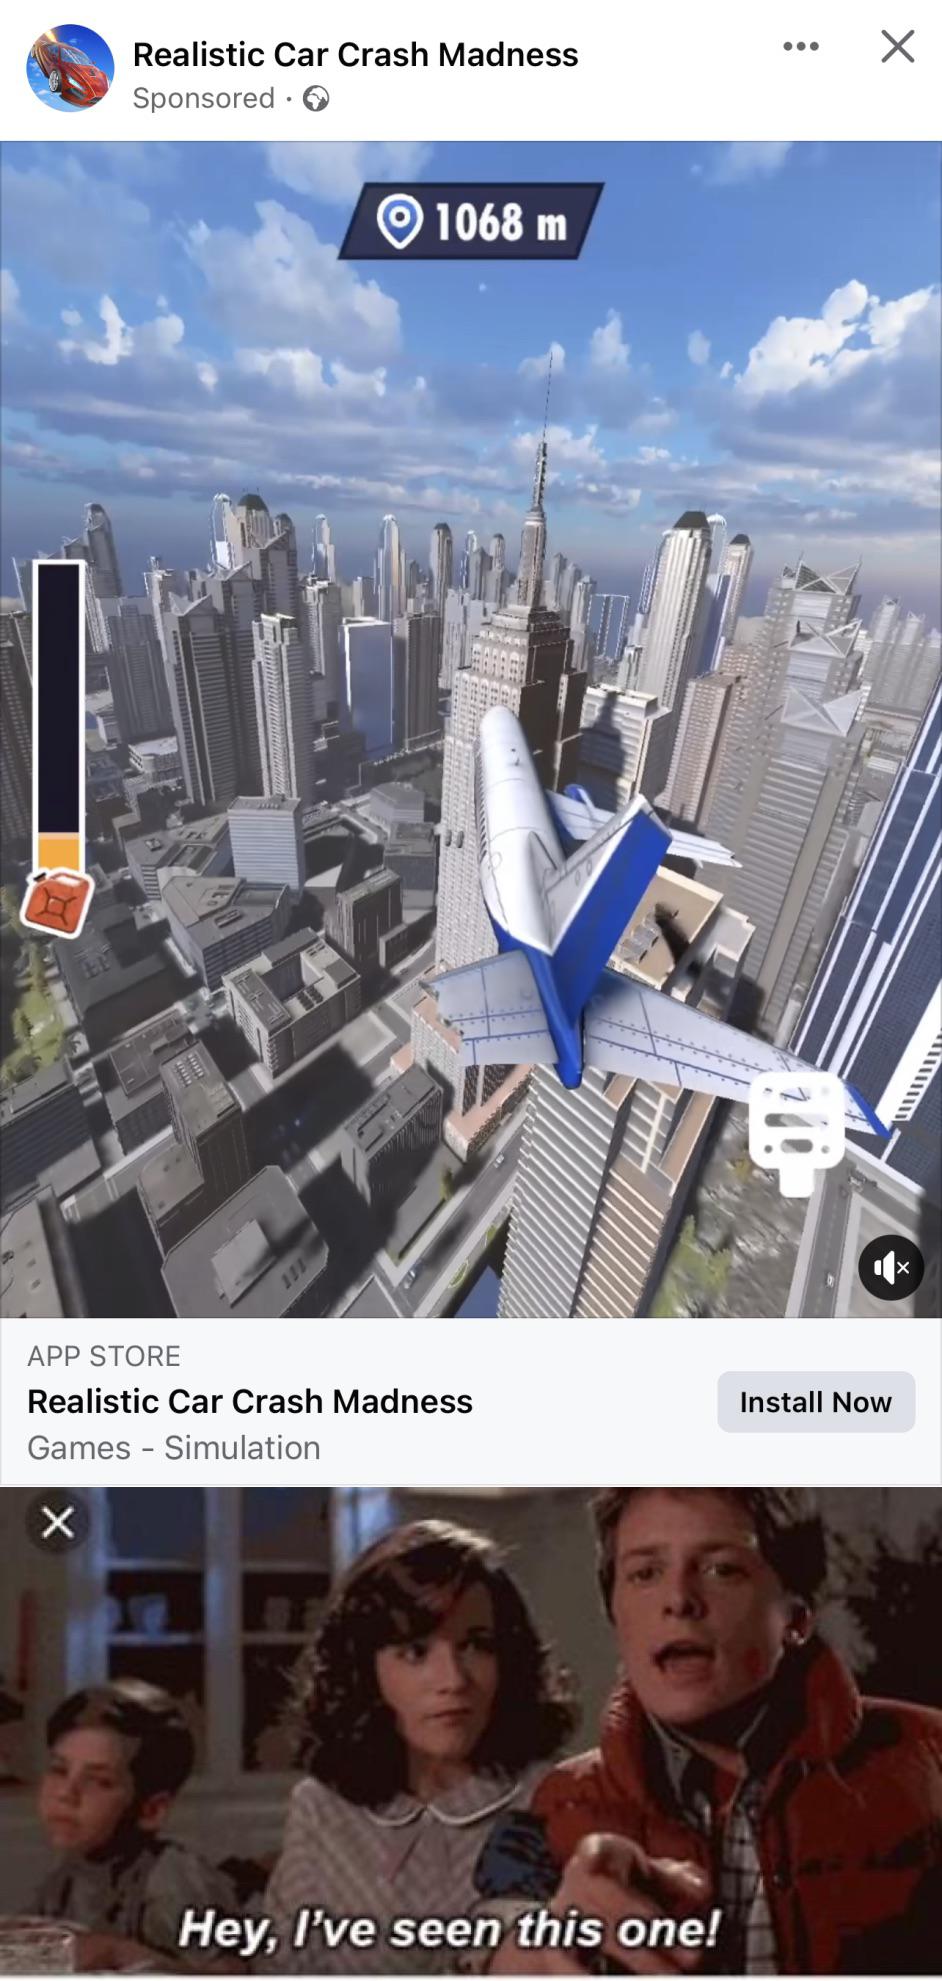 Realistic Car Crash Madness
Sponsored ·
1068 m
APP STORE
Realistic Car Crash Madness
Games - Simulation
Install Now
Hey, I've seen this one!